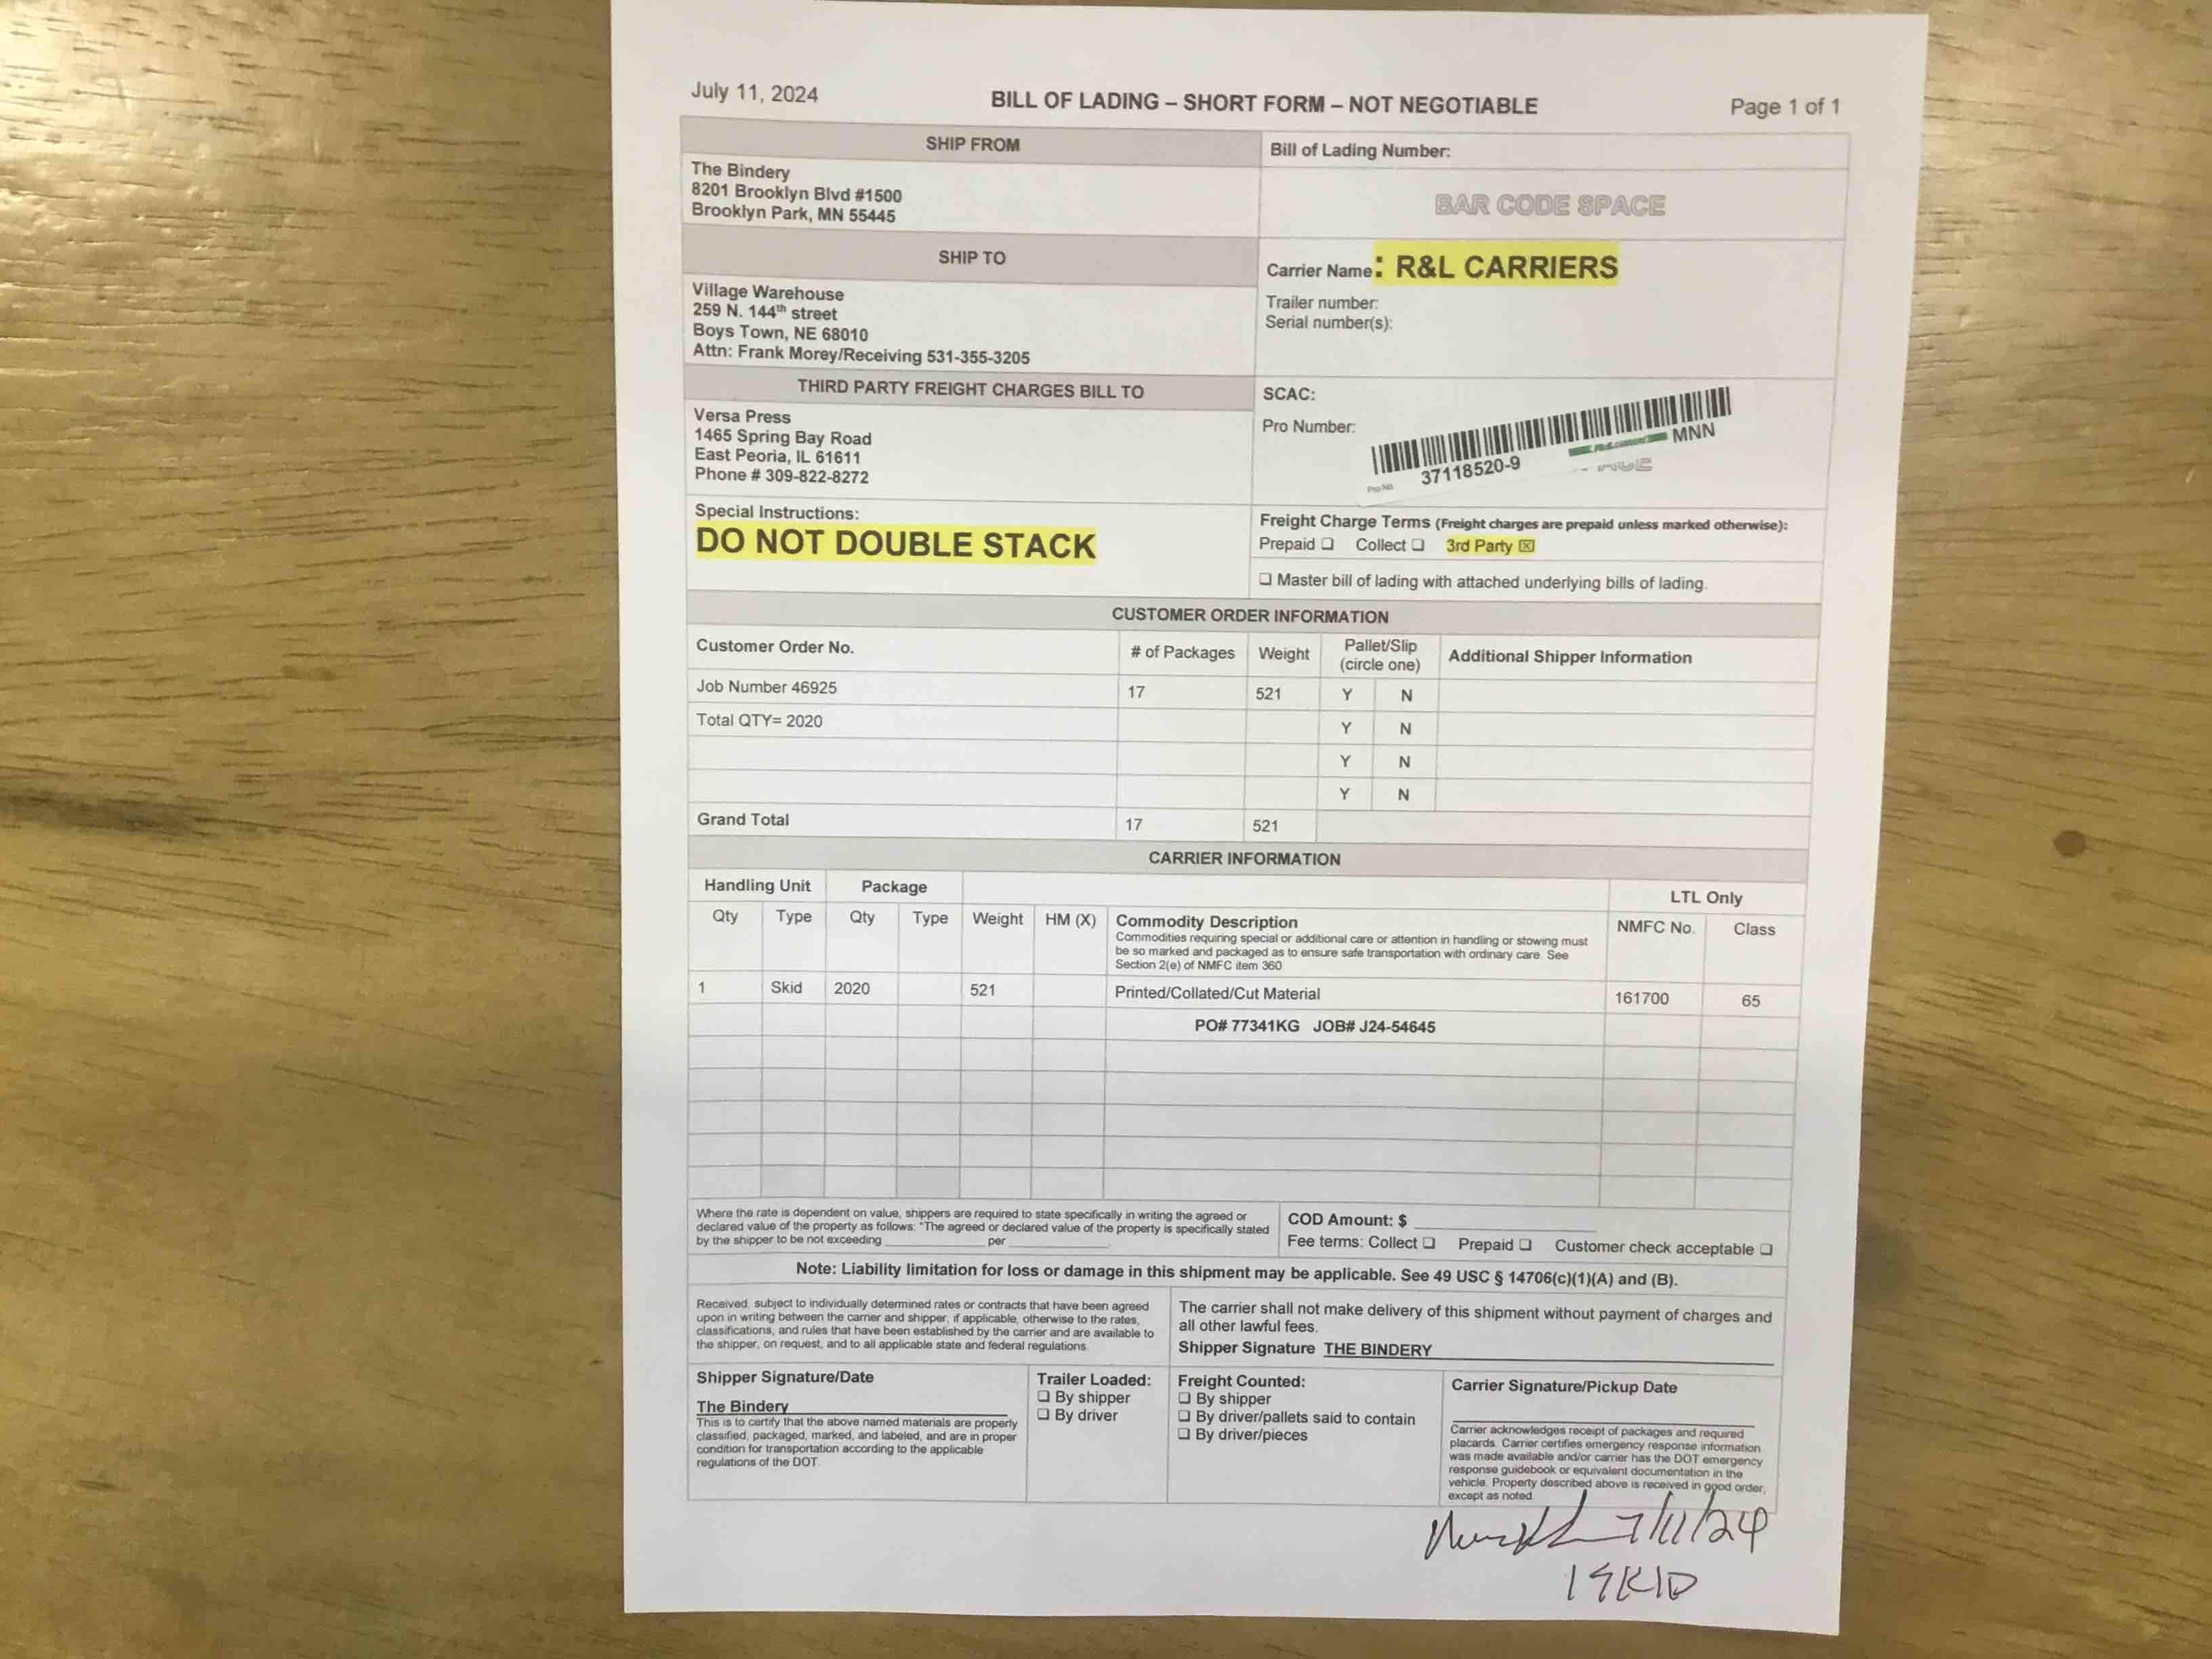 July 11, 2024
BILL OF LADING – SHORT FORM – NOT NEGOTIABLE
Page 1 of 1
SHIP FROM
The Bindery
8201 Brooklyn Blvd #1500
Brooklyn Park, MN 55445
Bill of Lading Number:
BAR CODE SPACE
SHIP TO
Village Warehouse
259 N. 144th street
Boys Town, NE 68010
Attn: Frank Morey/Receiving 531-355-3205
Carrier Name: R&L CARRIERS
Trailer number:
Serial number(s):
THIRD PARTY FREIGHT CHARGES BILL TO
Versa Press
1465 Spring Bay Road
East Peoria, IL 61611
Phone # 309-822-8272
SCAC:
Pro Number:
Pro No.
37118520-9
MNN
Special Instructions:
DO NOT DOUBLE STACK
Freight Charge Terms (Freight charges are prepaid unless marked otherwise):
Prepaid ❑ Collect ❑ 3rd Party ☒
❑ Master bill of lading with attached underlying bills of lading.
CUSTOMER ORDER INFORMATION
Customer Order No. # of Packages Weight Pallet/Slip (circle one) Additional Shipper Information
Job Number 46925 17 521 Y N
Total QTY= 2020 Y N
Y N
Y N
Grand Total 17 521
CARRIER INFORMATION
Handling Unit Package LTL Only
Qty Type Qty Type Weight HM (X) Commodity Description NMFC No. Class
Commodities requiring special or additional care or attention in handling or stowing must
be so marked and packaged as to ensure safe transportation with ordinary care. See
Section 2(e) of NMFC item 360
1 Skid 2020 521 Printed/Collated/Cut Material 161700 65
PO# 77341KG JOB# J24-54645
Where the rate is dependent on value, shippers are required to state specifically in writing the agreed or
declared value of the property as follows: "The agreed or declared value of the property is specifically stated
by the shipper to be not exceeding ____________ per ____________.
COD Amount: $ ____________
Fee terms: Collect ❑ Prepaid ❑ Customer check acceptable ❑
Note: Liability limitation for loss or damage in this shipment may be applicable. See 49 USC § 14706(c)(1)(A) and (B).
Received, subject to individually determined rates or contracts that have been agreed
upon in writing between the carrier and shipper, if applicable, otherwise to the rates,
classifications, and rules that have been established by the carrier and are available to
the shipper, on request, and to all applicable state and federal regulations.
The carrier shall not make delivery of this shipment without payment of charges and
all other lawful fees.
Shipper Signature THE BINDERY
Shipper Signature/Date
The Bindery
This is to certify that the above named materials are properly
classified, packaged, marked, and labeled, and are in proper
condition for transportation according to the applicable
regulations of the DOT.
Trailer Loaded:
❑ By shipper
❑ By driver
Freight Counted:
❑ By shipper
❑ By driver/pallets said to contain
❑ By driver/pieces
Carrier Signature/Pickup Date
Carrier acknowledges receipt of packages and required
placards. Carrier certifies emergency response information
was made available and/or carrier has the DOT emergency
response guidebook or equivalent documentation in the
vehicle. Property described above is received in good order,
except as noted.
7/11/24
1 SKID